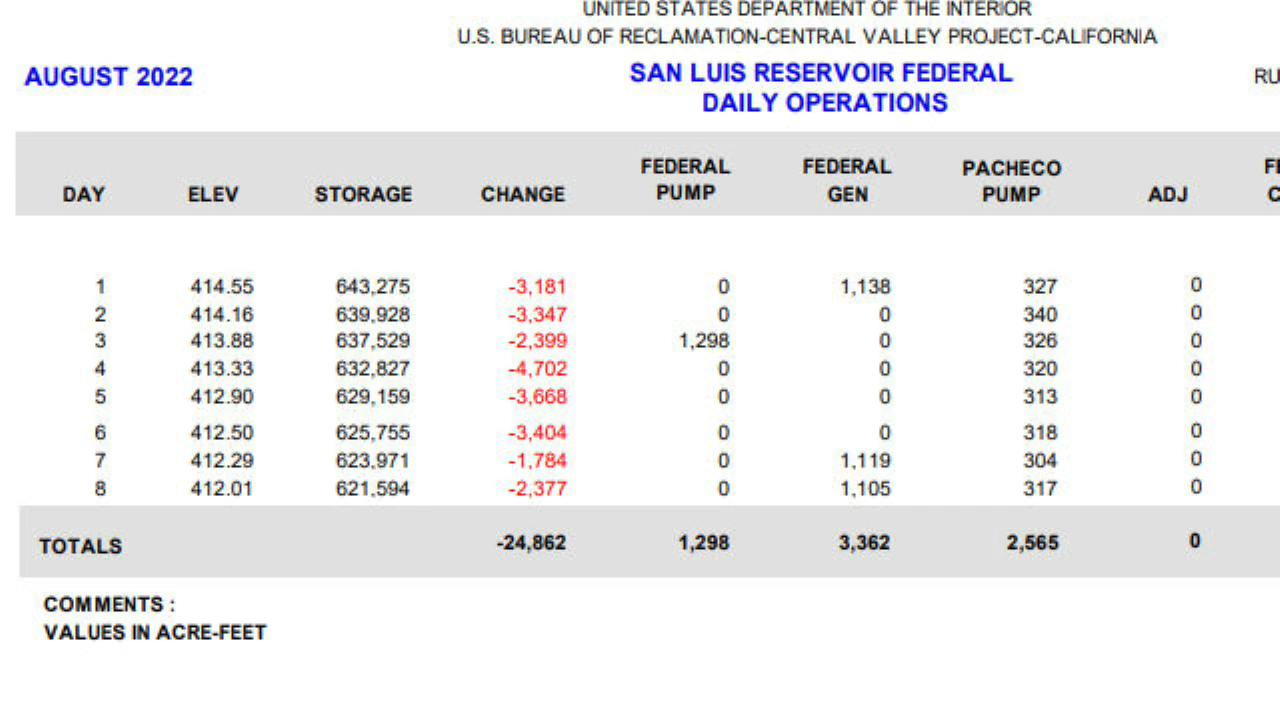 UNITED STATES DEPARTMENT OF THE INTERIOR
U.S. BUREAU OF RECLAMATION-CENTRAL VALLEY PROJECT-CALIFORNIA
AUGUST 2022 SAN LUIS RESERVOIR FEDERAL
DAILY OPERATIONS
FEDERAL FEDERAL PACHECO
DAY ELEV STORAGE CHANGE PUMP GEN PUMP ADJ
1 414.55 643,275 -3,181 0 1,138 327 0
2 414.16 639,928 -3,347 0 0 340 0
3 413.88 637,529 -2,399 1,298 0 326 0
4 413.33 632,827 -4,702 0 0 320 0
5 412.90 629,159 -3,668 0 0 313 0
6 412.50 625,755 -3,404 0 0 318 0
7 412.29 623,971 -1,784 0 1,119 304 0
8 412.01 621,594 -2,377 0 1,105 317 0
TOTALS -24,862 1,298 3,362 2,565 0
COMMENTS :
VALUES IN ACRE-FEET